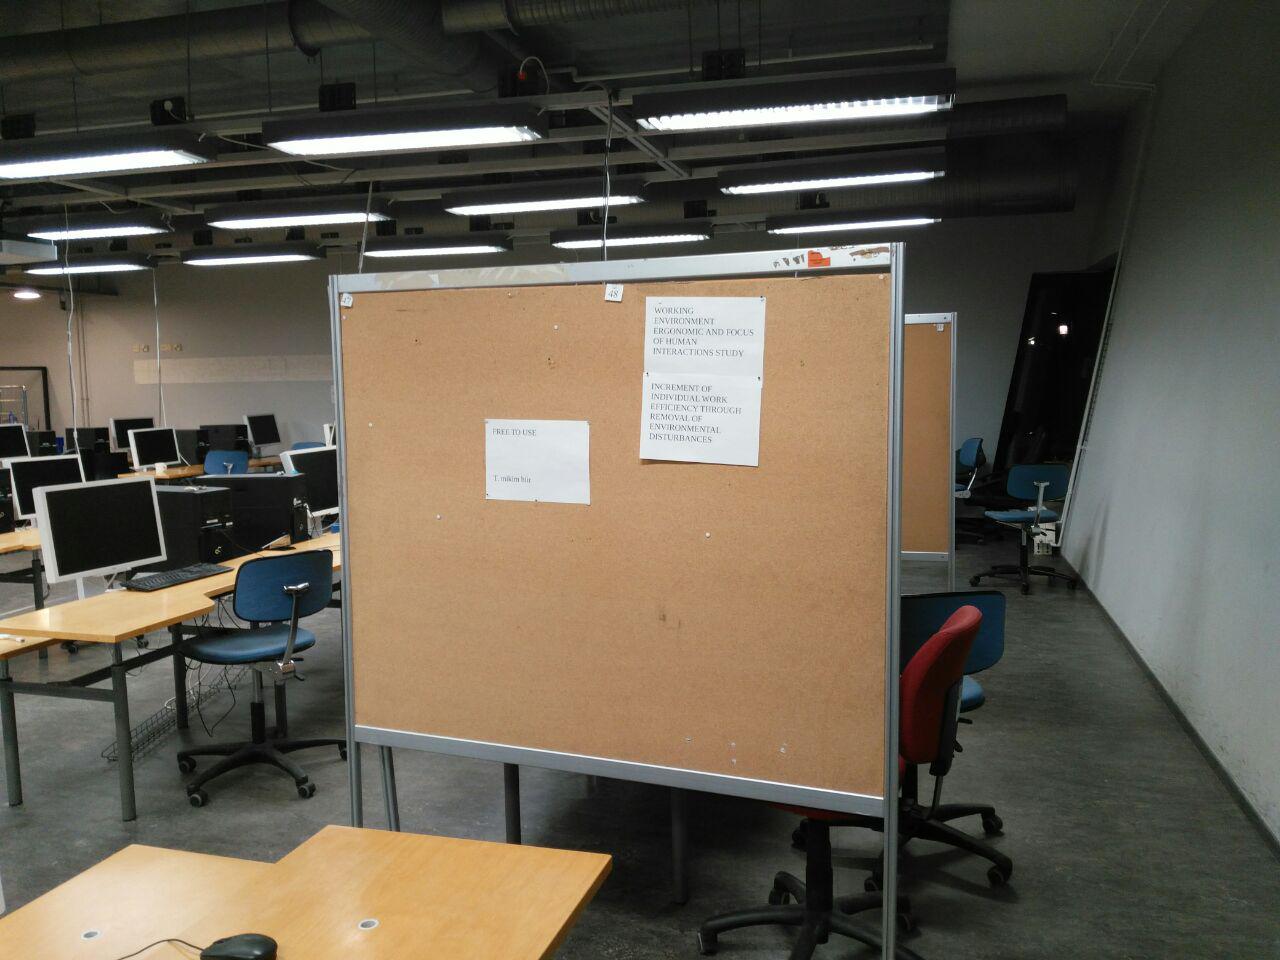 48
WORKING
ENVIRONMENT
ERGONOMIC AND FOCUS
OF HUMAN
INTERACTIONS STUDY
INCREMENT OF
INDIVIDUAL WORK
EFFICIENCY THROUGH
REMOVAL OF
ENVIRONMENTAL
DISTURBANCES
FREE TO USE
T.